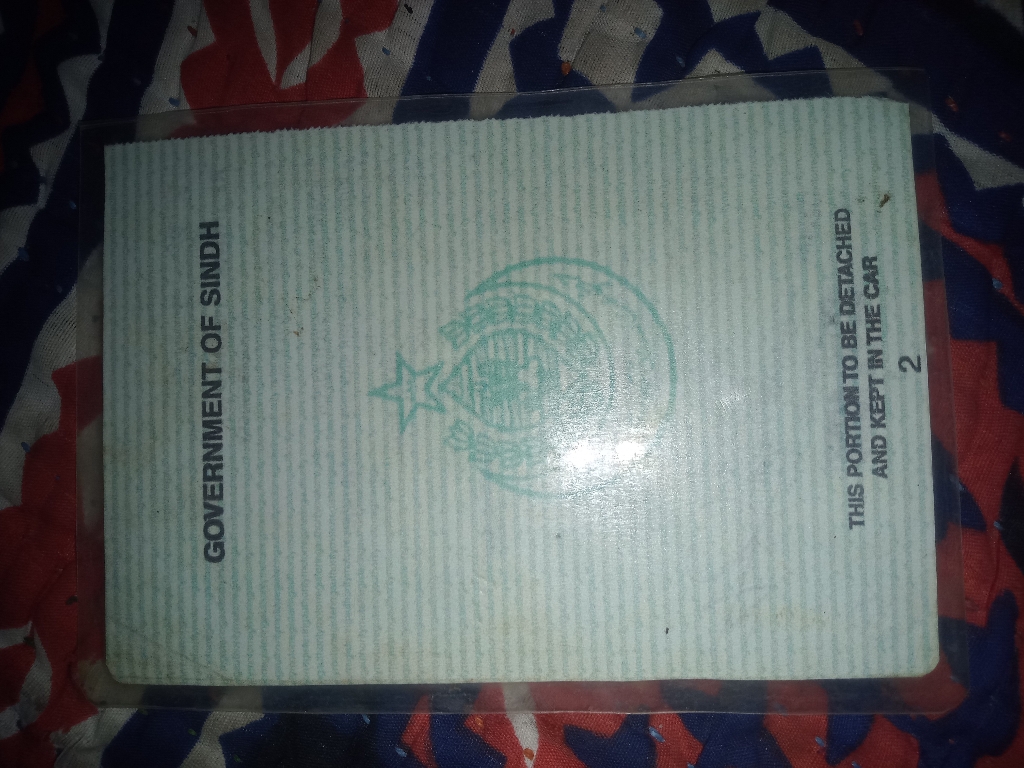 GOVERNMENT OF SINDH
THIS PORTION TO BE DETACHED
AND KEPT IN THE CAR
2